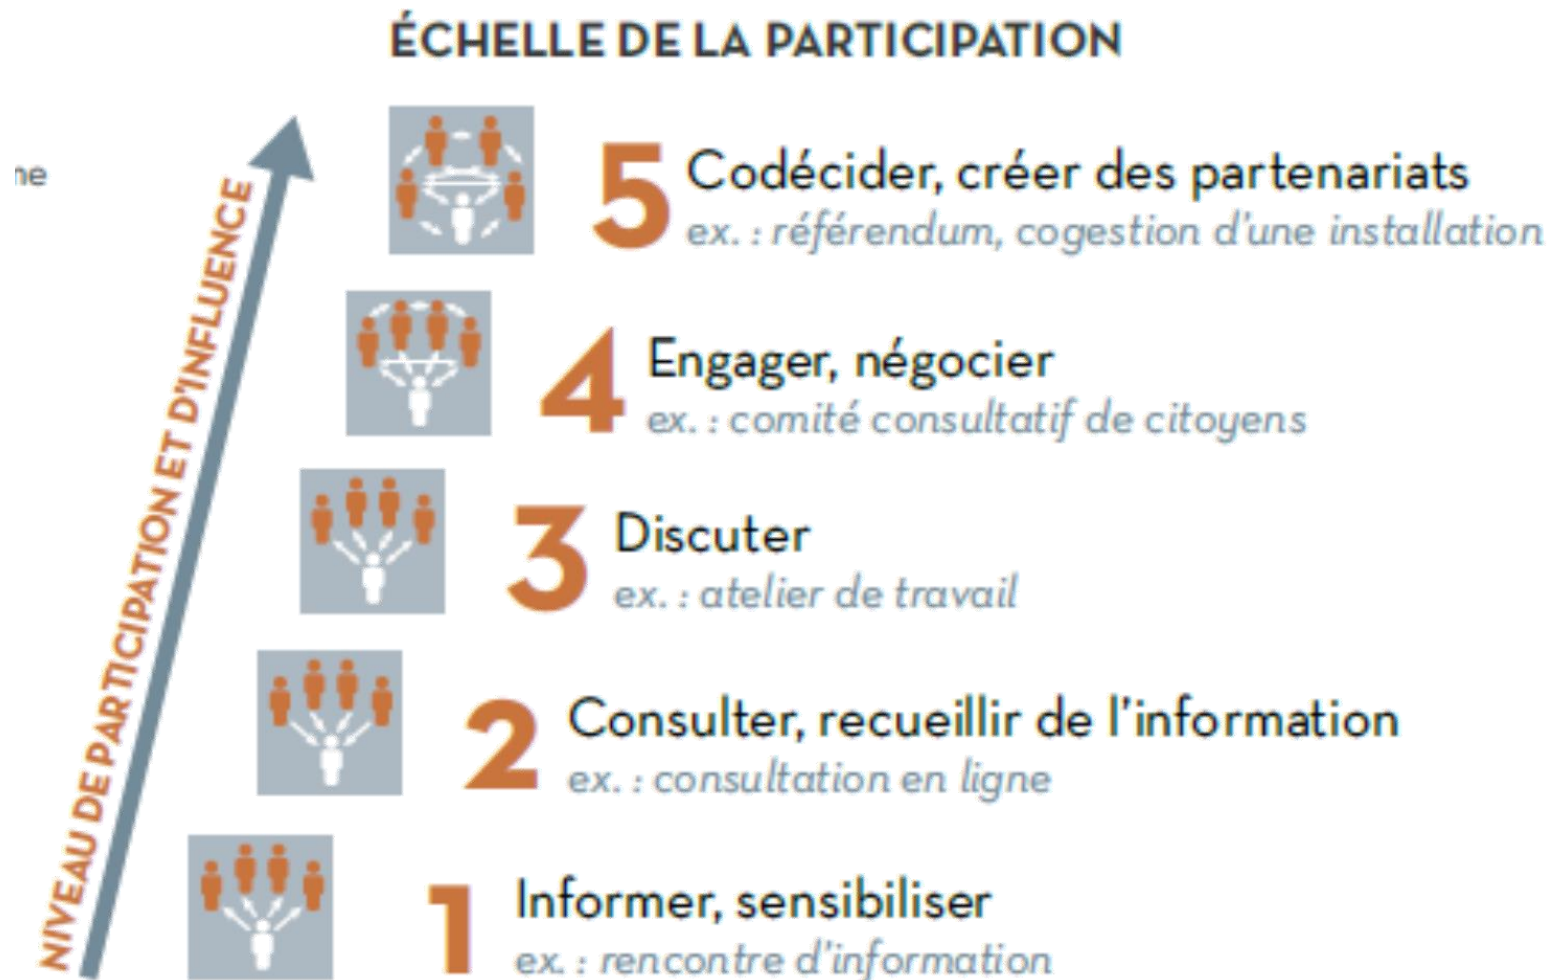 ÉCHELLE DE LA PARTICIPATION
ne
NIVEAU DE PARTICIPATION ET D'INFLUENCE
5 Codécider, créer des partenariats
ex. : référendum, cogestion d'une installation
4 Engager, négocier
ex. : comité consultatif de citoyens
3 Discuter
ex. : atelier de travail
2 Consulter, recueillir de l'information
ex. : consultation en ligne
1 Informer, sensibiliser
ex. : rencontre d'information